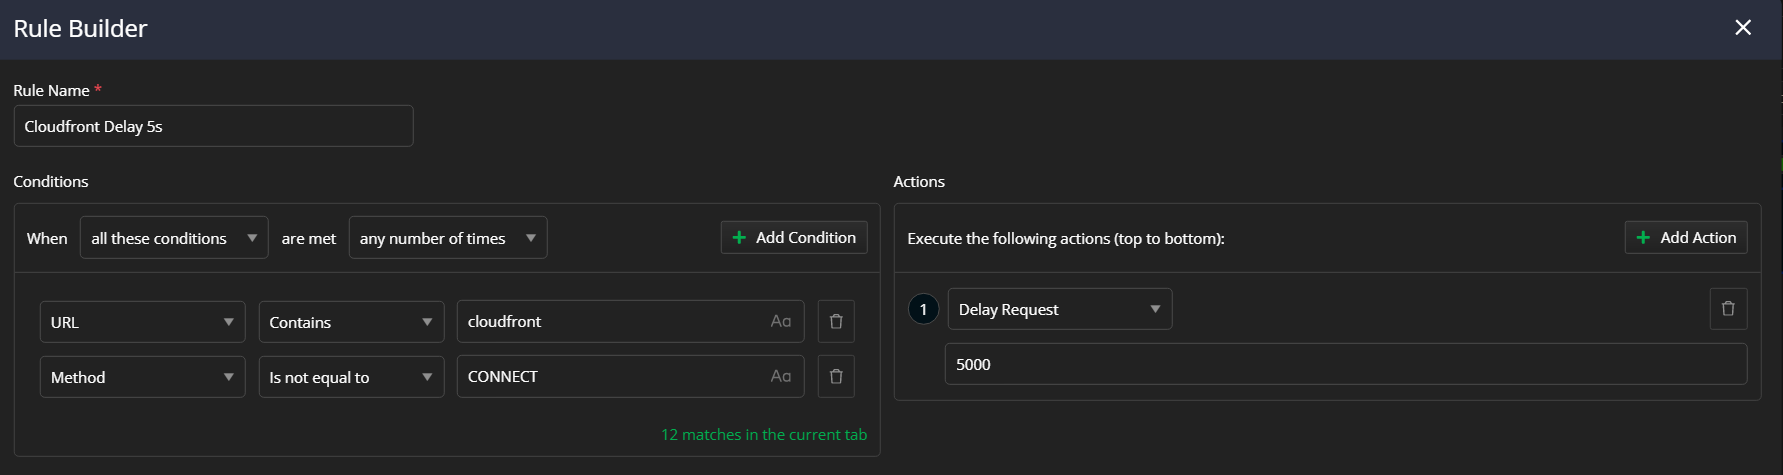 Rule Builder
Rule Name *
Cloudfront Delay 5s
Conditions
When all these conditions are met any number of times Add Condition
URL Contains cloudfront Aa
Method Is not equal to CONNECT Aa
12 matches in the current tab
Actions
Execute the following actions (top to bottom): Add Action
1 Delay Request
5000